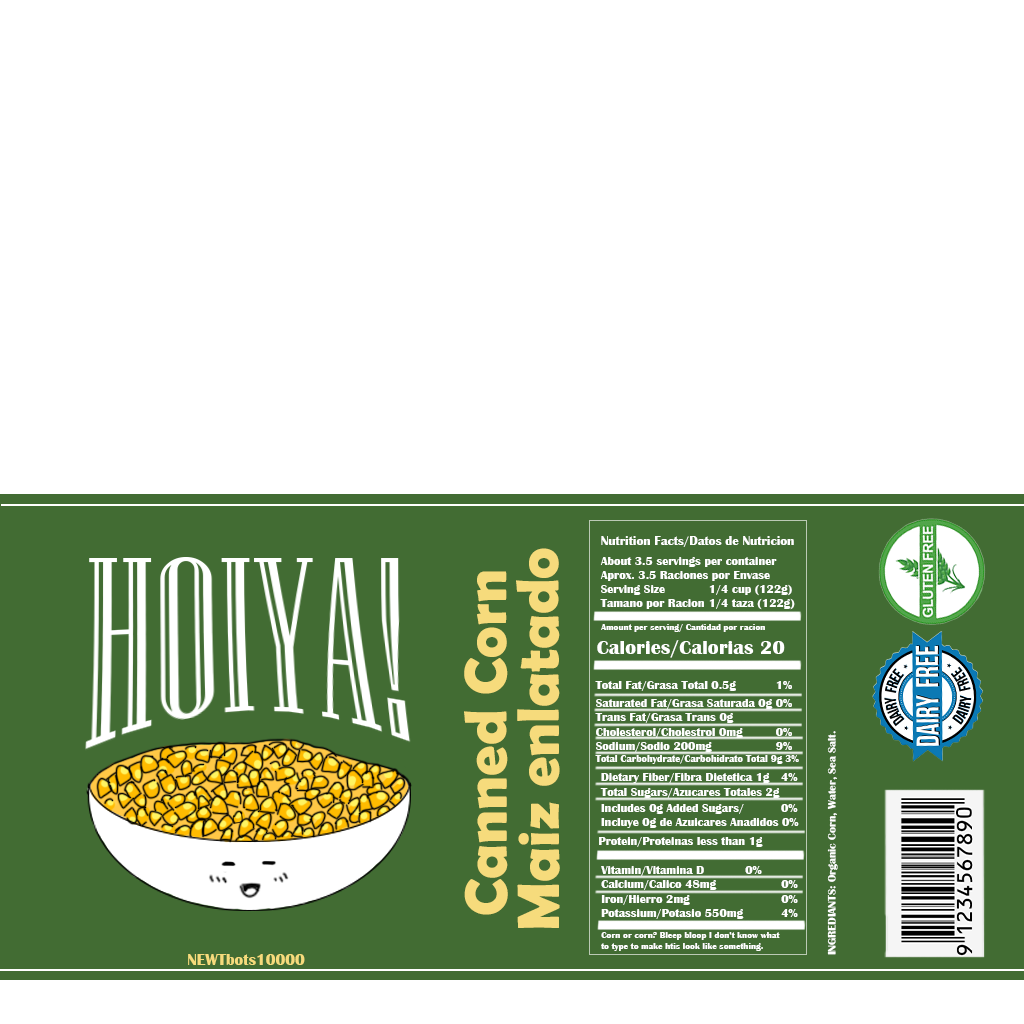 HOIYA!
NEWTbots10000
Canned Corn
Maiz enlatado
Nutrition Facts/Datos de Nutricion
About 3.5 servings per container
Aprox. 3.5 Raciones por Envase
Serving Size 1/4 cup (122g)
Tamano por Racion 1/4 taza (122g)
Amount per serving/ Cantidad por racion
Calories/Calorias 20
Total Fat/Grasa Total 0.5g 1%
Saturated Fat/Grasa Saturada 0g 0%
Trans Fat/Grasa Trans 0g
Cholesterol/Cholestrol 0mg 0%
Sodium/Sodio 200mg 9%
Total Carbohydrate/Carbohidrato Total 9g 3%
Dietary Fiber/Fibra Dietetica 1g 4%
Total Sugars/Azucares Totales 2g
Includes 0g Added Sugars/ 0%
Incluye 0g de Azuicares Anadidos 0%
Protein/Proteinas less than 1g
Vitamin/Vitamina D 0%
Calcium/Calico 48mg 0%
Iron/Hierro 2mg 0%
Potassium/Potasio 550mg 4%
Corn or corn? Bleep bloop I don't know what
to type to make htis look like something.
INGREDIANTS: Organic Corn, Water, Sea Salt.
GLUTEN FREE
DAIRY FREE
DAIRY FREE
DAIRY FREE
9 1234567890